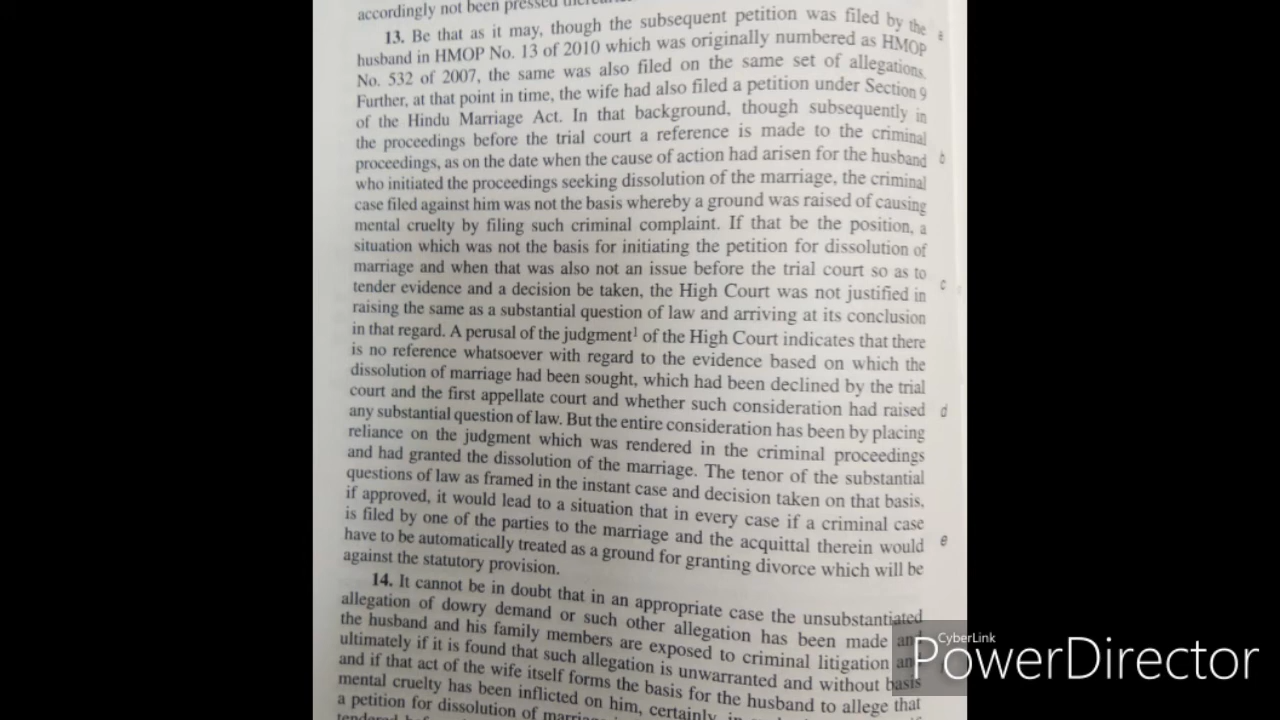 accordingly not been pressed
13. Be that as it may, though the subsequent petition was filed by the
husband in HMOP No. 13 of 2010 which was originally numbered as HMOP
No. 532 of 2007, the same was also filed on the same set of allegations.
Further, at that point in time, the wife had also filed a petition under Section 9
of the Hindu Marriage Act. In that background, though subsequently in
the proceedings before the trial court a reference is made to the criminal
proceedings, as on the date when the cause of action had arisen for the husband
who initiated the proceedings seeking dissolution of the marriage, the criminal
case filed against him was not the basis whereby a ground was raised of causing
mental cruelty by filing such criminal complaint. If that be the position, a
situation which was not the basis for initiating the petition for dissolution of
marriage and when that was also not an issue before the trial court so as to
tender evidence and a decision be taken, the High Court was not justified in
raising the same as a substantial question of law and arriving at its conclusion
in that regard. A perusal of the judgment¹ of the High Court indicates that there
is no reference whatsoever with regard to the evidence based on which the
dissolution of marriage had been sought, which had been declined by the trial
court and the first appellate court and whether such consideration had raised
any substantial question of law. But the entire consideration has been by placing
reliance on the judgment which was rendered in the criminal proceedings
and had granted the dissolution of the marriage. The tenor of the substantial
questions of law as framed in the instant case and decision taken on that basis,
if approved, it would lead to a situation that in every case if a criminal case
is filed by one of the parties to the marriage and the acquittal therein would
have to be automatically treated as a ground for granting divorce which will be
against the statutory provision.
14. It cannot be in doubt that in an appropriate case the unsubstantiated
allegation of dowry demand or such other allegation has been made and
the husband and his family members are exposed to criminal litigation and
ultimately if it is found that such allegation is unwarranted and without basis
and if that act of the wife itself forms the basis for the husband to allege that
mental cruelty has been inflicted on him, certainly,
a petition for dissolution of
a
b
c
d
e
CyberLink
PowerDirector